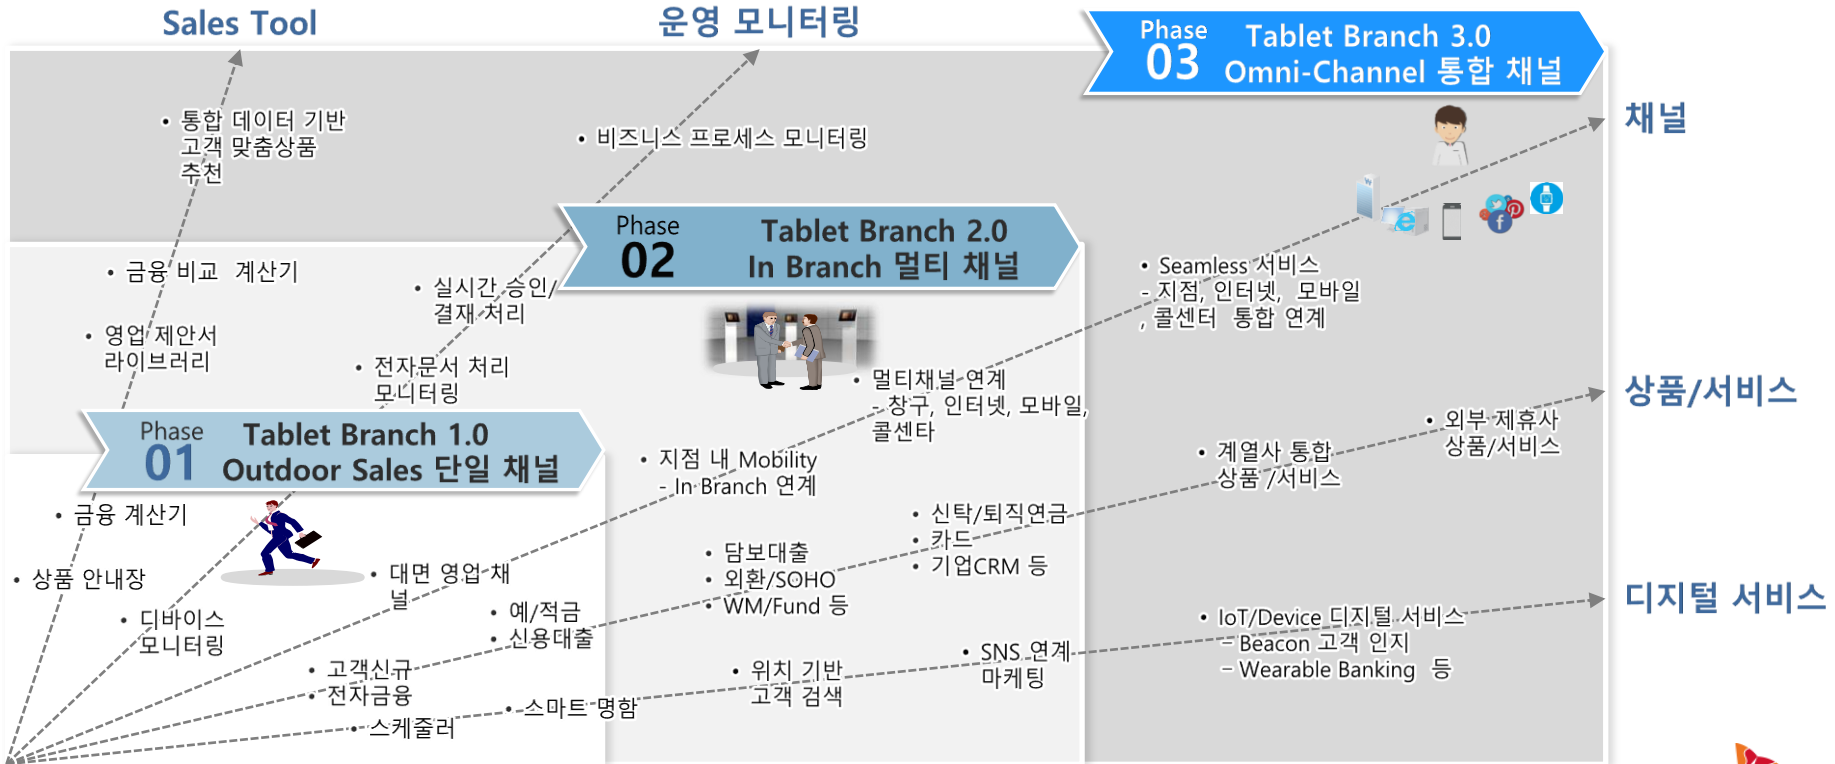 Sales Tool
운영 모니터링
Phase
03
Tablet Branch 3.0
Omni-Channel 통합 채널
채널
• 통합 데이터 기반
고객 맞춤상품
추천
• 비즈니스 프로세스 모니터링
Phase
02
Tablet Branch 2.0
In Branch 멀티 채널
• 금융 비교 계산기
• 실시간 승인/
결재 처리
• Seamless 서비스
- 지점, 인터넷, 모바일
, 콜센터 통합 연계
• 영업 제안서
라이브러리
• 전자문서 처리
모니터링
• 멀티채널 연계
- 창구, 인터넷, 모바일,
콜센타
상품/서비스
Phase
01
Tablet Branch 1.0
Outdoor Sales 단일 채널
• 외부 제휴사
상품/서비스
• 계열사 통합
상품 /서비스
• 지점 내 Mobility
- In Branch 연계
• 금융 계산기
• 신탁/퇴직연금
• 카드
• 기업CRM 등
• 상품 안내장
• 대면 영업 채
널
• 담보대출
• 외환/SOHO
• WM/Fund 등
디지털 서비스
• 디바이스
모니터링
• 예/적금
• 신용대출
• IoT/Device 디지털 서비스
– Beacon 고객 인지
– Wearable Banking 등
• 고객신규
• 전자금융
• 위치 기반
고객 검색
• SNS 연계
마케팅
• 스마트 명함
• 스케줄러